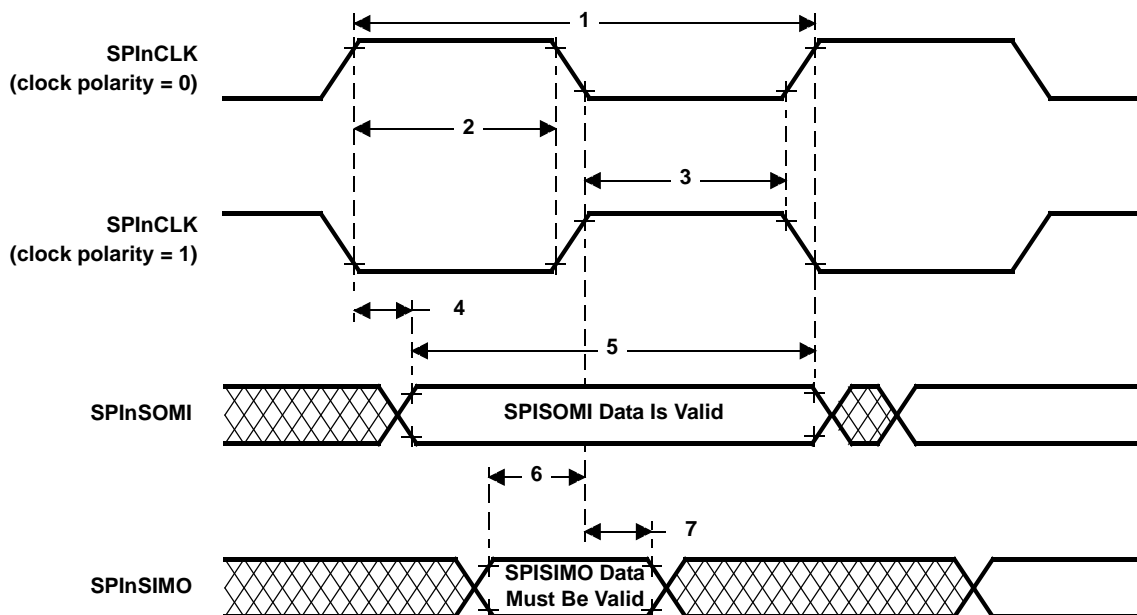 1
SPInCLK
(clock polarity = 0)
2
3
SPInCLK
(clock polarity = 1)
4
5
SPInSOMI
SPISOMI Data Is Valid
6
7
SPInSIMO
SPISIMO Data
Must Be Valid